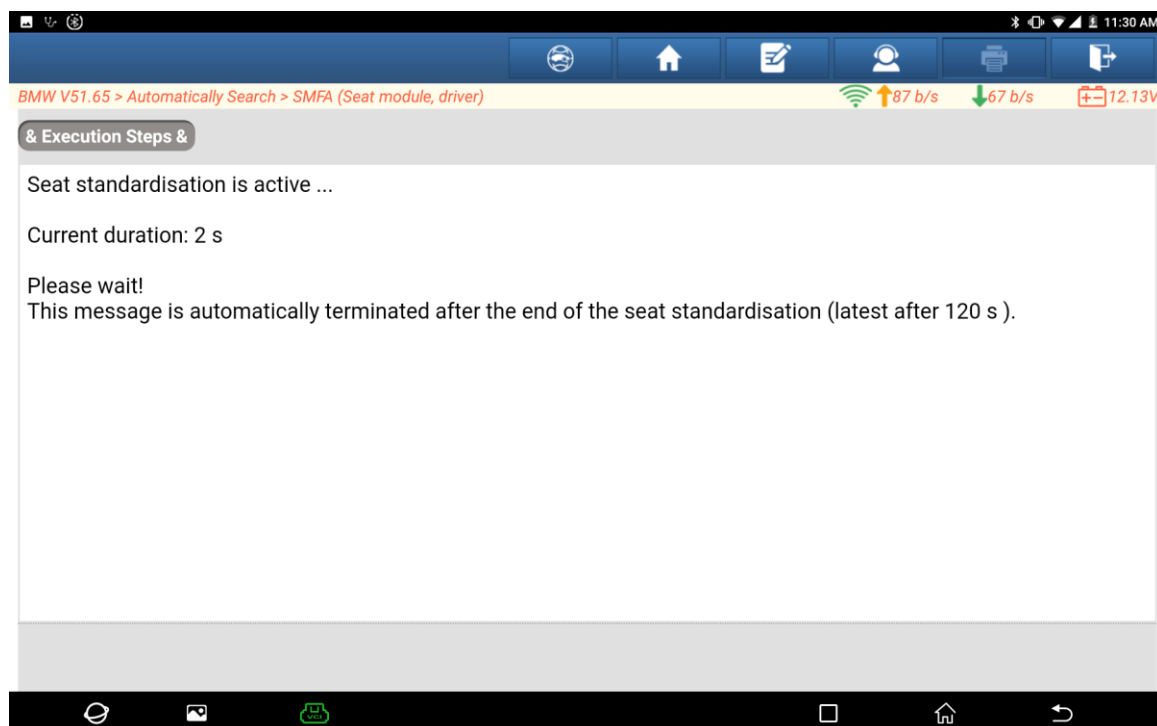 11:30 AM
BMW V51.65 > Automatically Search > SMFA (Seat module, driver)
87 b/s
67 b/s
12.13V
& Execution Steps &
Seat standardisation is active ...
Current duration: 2 s
Please wait!
This message is automatically terminated after the end of the seat standardisation (latest after 120 s ).
VCI